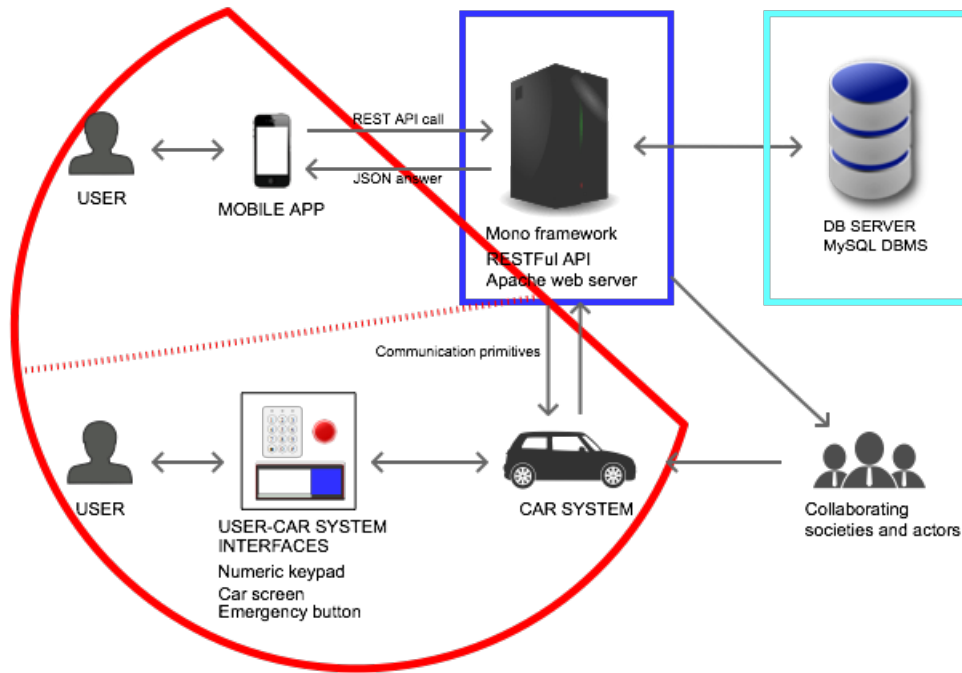 REST API call
JSON answer
USER
MOBILE APP
Mono framework
RESTFul API
Apache web server
DB SERVER
MySQL DBMS
Communication primitives
USER
USER-CAR SYSTEM
INTERFACES
Numeric keypad
Car screen
Emergency button
CAR SYSTEM
Collaborating
societies and actors